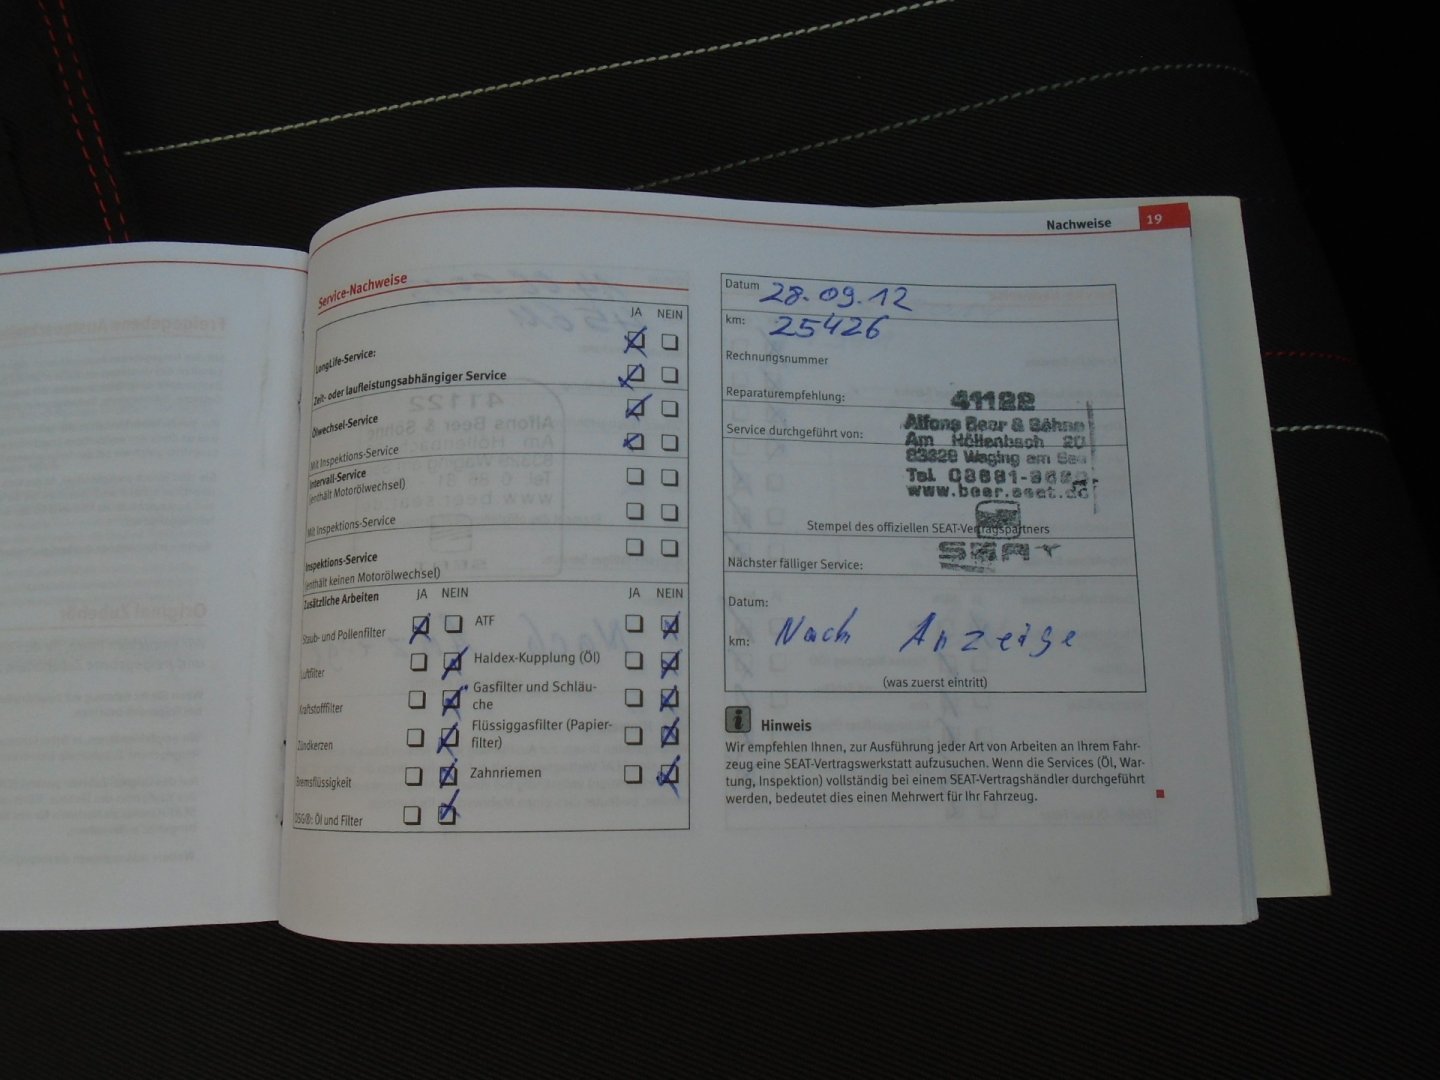 Nachweise 19
Service-Nachweise
JA NEIN
LongLife-Service:
Zeit- oder laufleistungsabhängiger Service
Ölwechsel-Service
Mit Inspektions-Service
Intervall-Service
(enthält Motorölwechsel)
Mit Inspektions-Service
Inspektions-Service
(enthält keinen Motorölwechsel)
Zusätzliche Arbeiten JA NEIN JA NEIN
Staub- und Pollenfilter ATF
Luftfilter Haldex-Kupplung (Öl)
Kraftstofffilter Gasfilter und Schläu-
che
Zündkerzen Flüssiggasfilter (Papier-
filter)
Bremsflüssigkeit Zahnriemen
DSG®: Öl und Filter
Datum 28.09.12
km: 25426
Rechnungsnummer
Reparaturempfehlung:
Service durchgeführt von:
41122
Alfons Beer & Söhne
Am Höllenbach 20
83329 Waging am See
Tel. 08681-
www.beer.seat.de
Stempel des offiziellen SEAT-Vertragspartners
SEAT
Nächster fälliger Service:
Datum:
km: Nach Anzeige
(was zuerst eintritt)
Hinweis
Wir empfehlen Ihnen, zur Ausführung jeder Art von Arbeiten an Ihrem Fahr-
zeug eine SEAT-Vertragswerkstatt aufzusuchen. Wenn die Services (Öl, War-
tung, Inspektion) vollständig bei einem SEAT-Vertragshändler durchgeführt
werden, bedeutet dies einen Mehrwert für Ihr Fahrzeug.